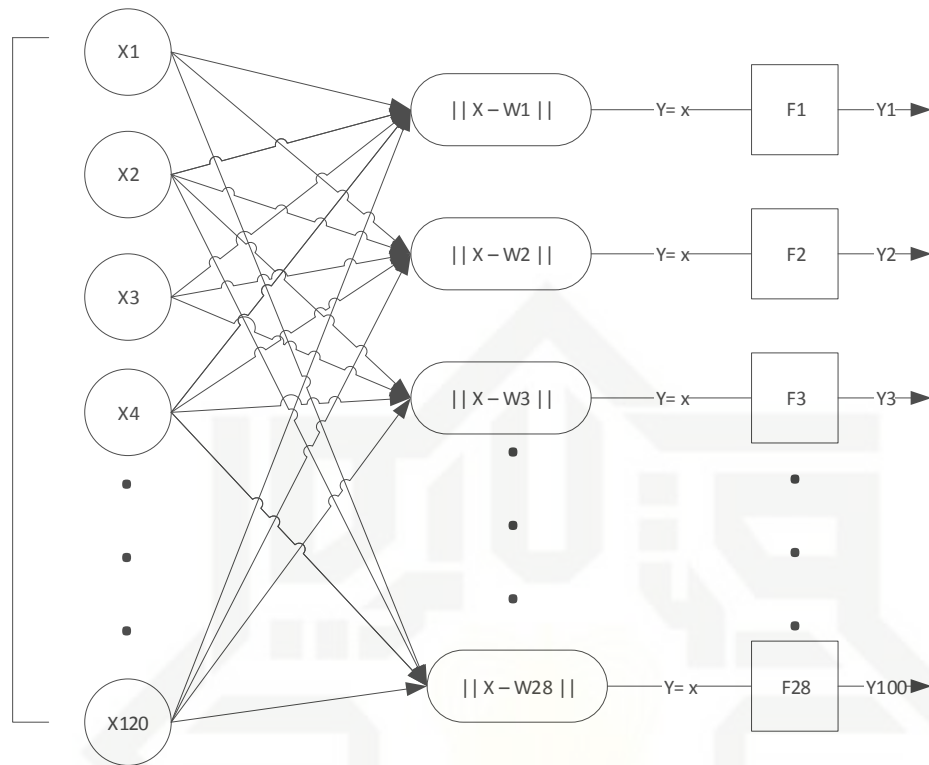 X1
|| X – W1 || Y= x F1 Y1
X2
|| X – W2 || Y= x F2 Y2
X3
|| X – W3 || Y= x F3 Y3
X4
|| X – W28 || Y= x F28 Y100
X120